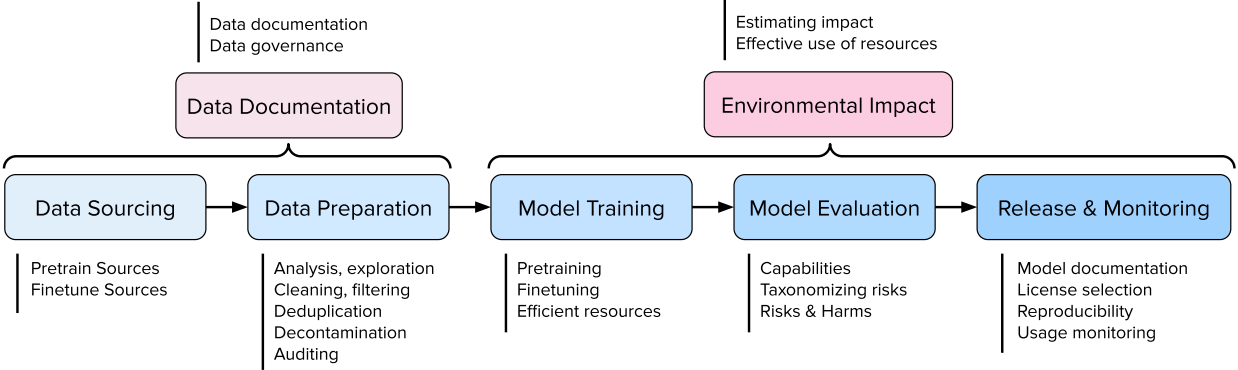 Data documentation
Data governance
Estimating impact
Effective use of resources
Data Documentation
Environmental Impact
Data Sourcing
Data Preparation
Model Training
Model Evaluation
Release & Monitoring
Pretrain Sources
Finetune Sources
Analysis, exploration
Cleaning, filtering
Deduplication
Decontamination
Auditing
Pretraining
Finetuning
Efficient resources
Capabilities
Taxonomizing risks
Risks & Harms
Model documentation
License selection
Reproducibility
Usage monitoring